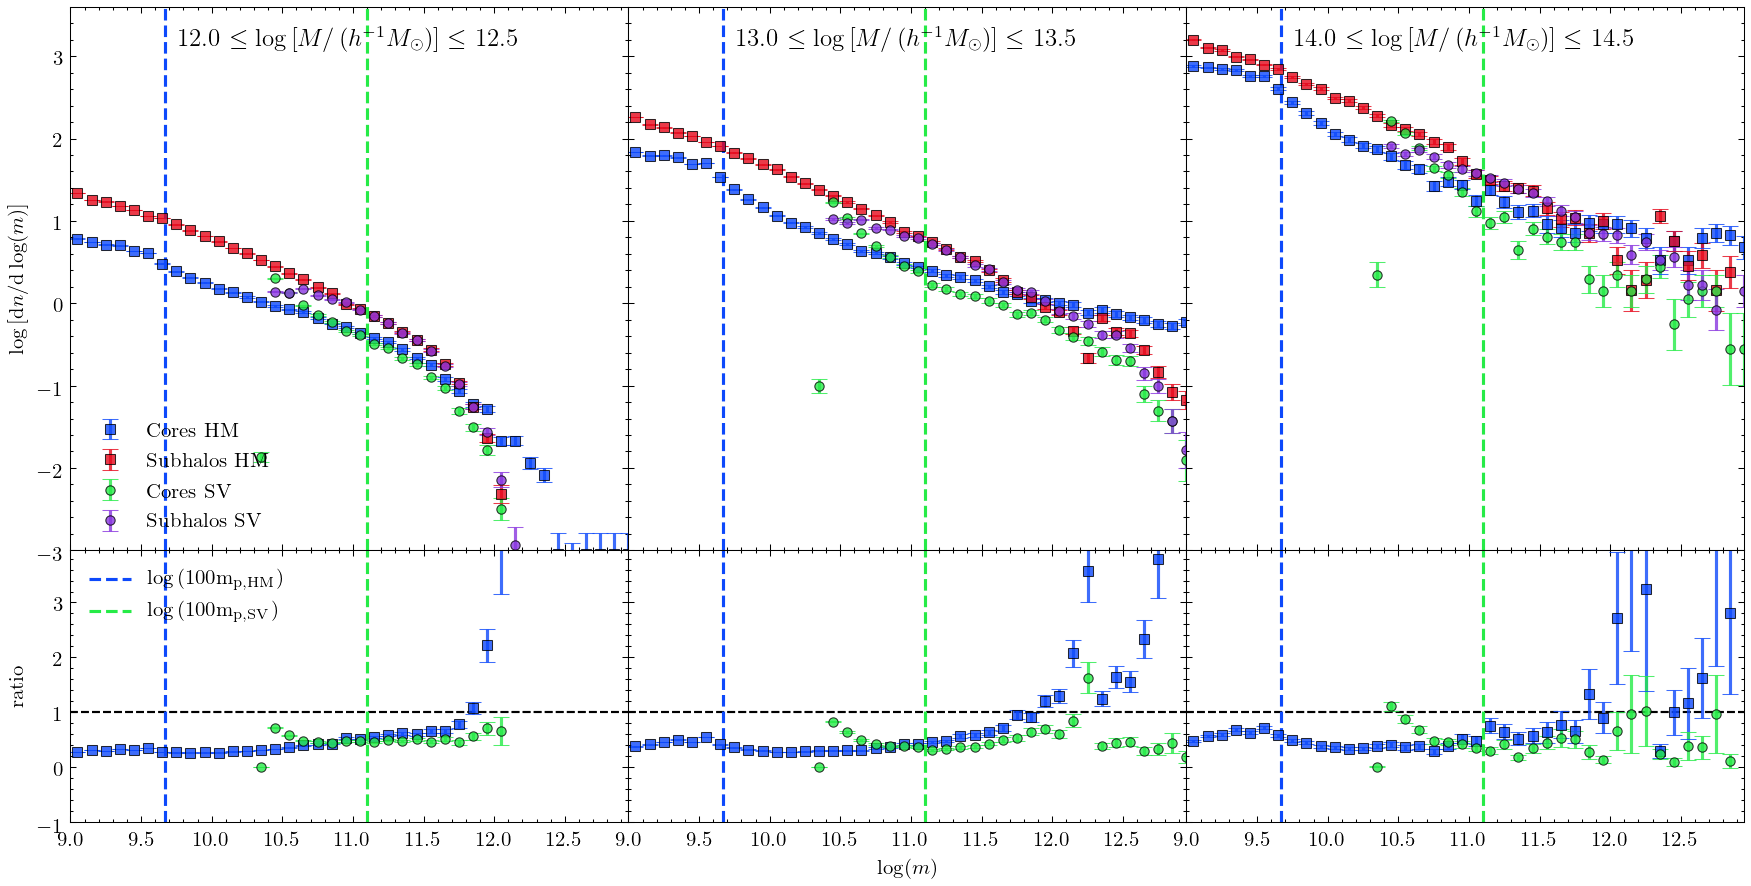 12.0 ≤ log [M/ (h⁻¹M⊙)] ≤ 12.5
13.0 ≤ log [M/ (h⁻¹M⊙)] ≤ 13.5
14.0 ≤ log [M/ (h⁻¹M⊙)] ≤ 14.5
3
2
1
0
−1
−2
−3
log [dn/d log(m)]
Cores HM
Subhalos HM
Cores SV
Subhalos SV
log (100m_p,HM)
log (100m_p,SV)
3
2
1
0
−1
ratio
9.0 9.5 10.0 10.5 11.0 11.5 12.0 12.5
9.0 9.5 10.0 10.5 11.0 11.5 12.0 12.5
9.0 9.5 10.0 10.5 11.0 11.5 12.0 12.5
log(m)